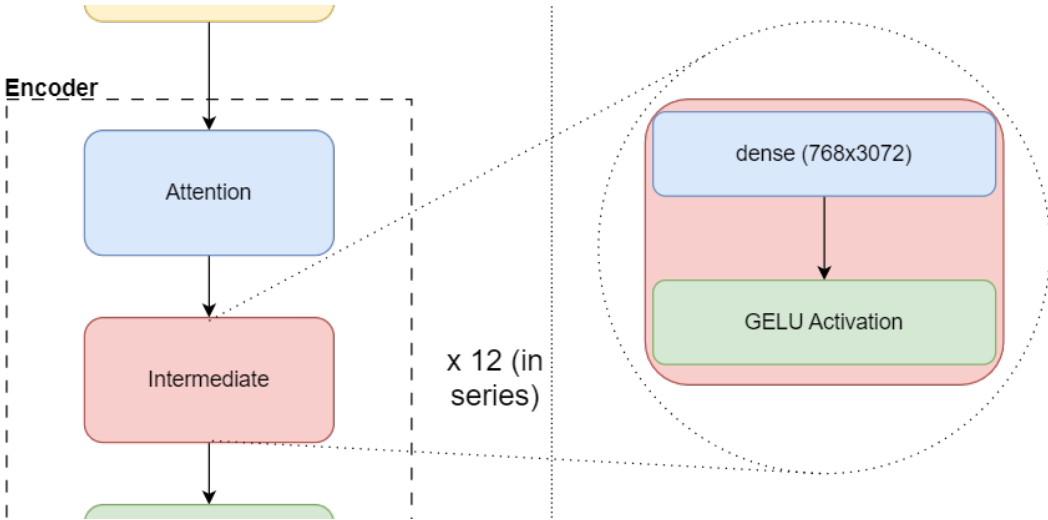 Encoder
Attention
Intermediate
x 12 (in
series)
dense (768x3072)
GELU Activation